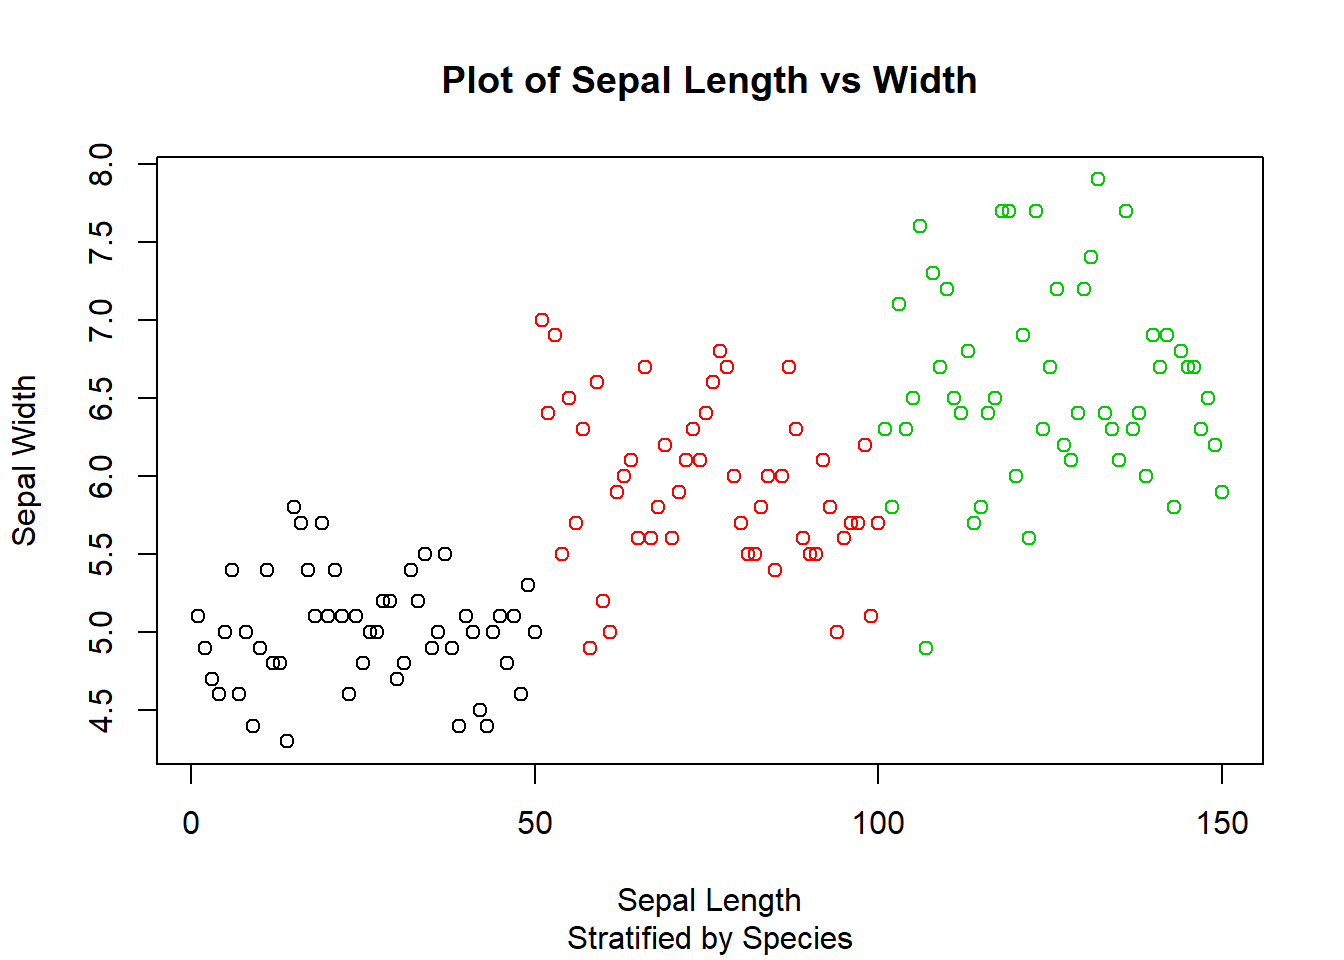 Plot of Sepal Length vs Width
8.0
7.5
7.0
6.5
6.0
5.5
5.0
4.5
Sepal Width
0 50 100 150
Sepal Length
Stratified by Species